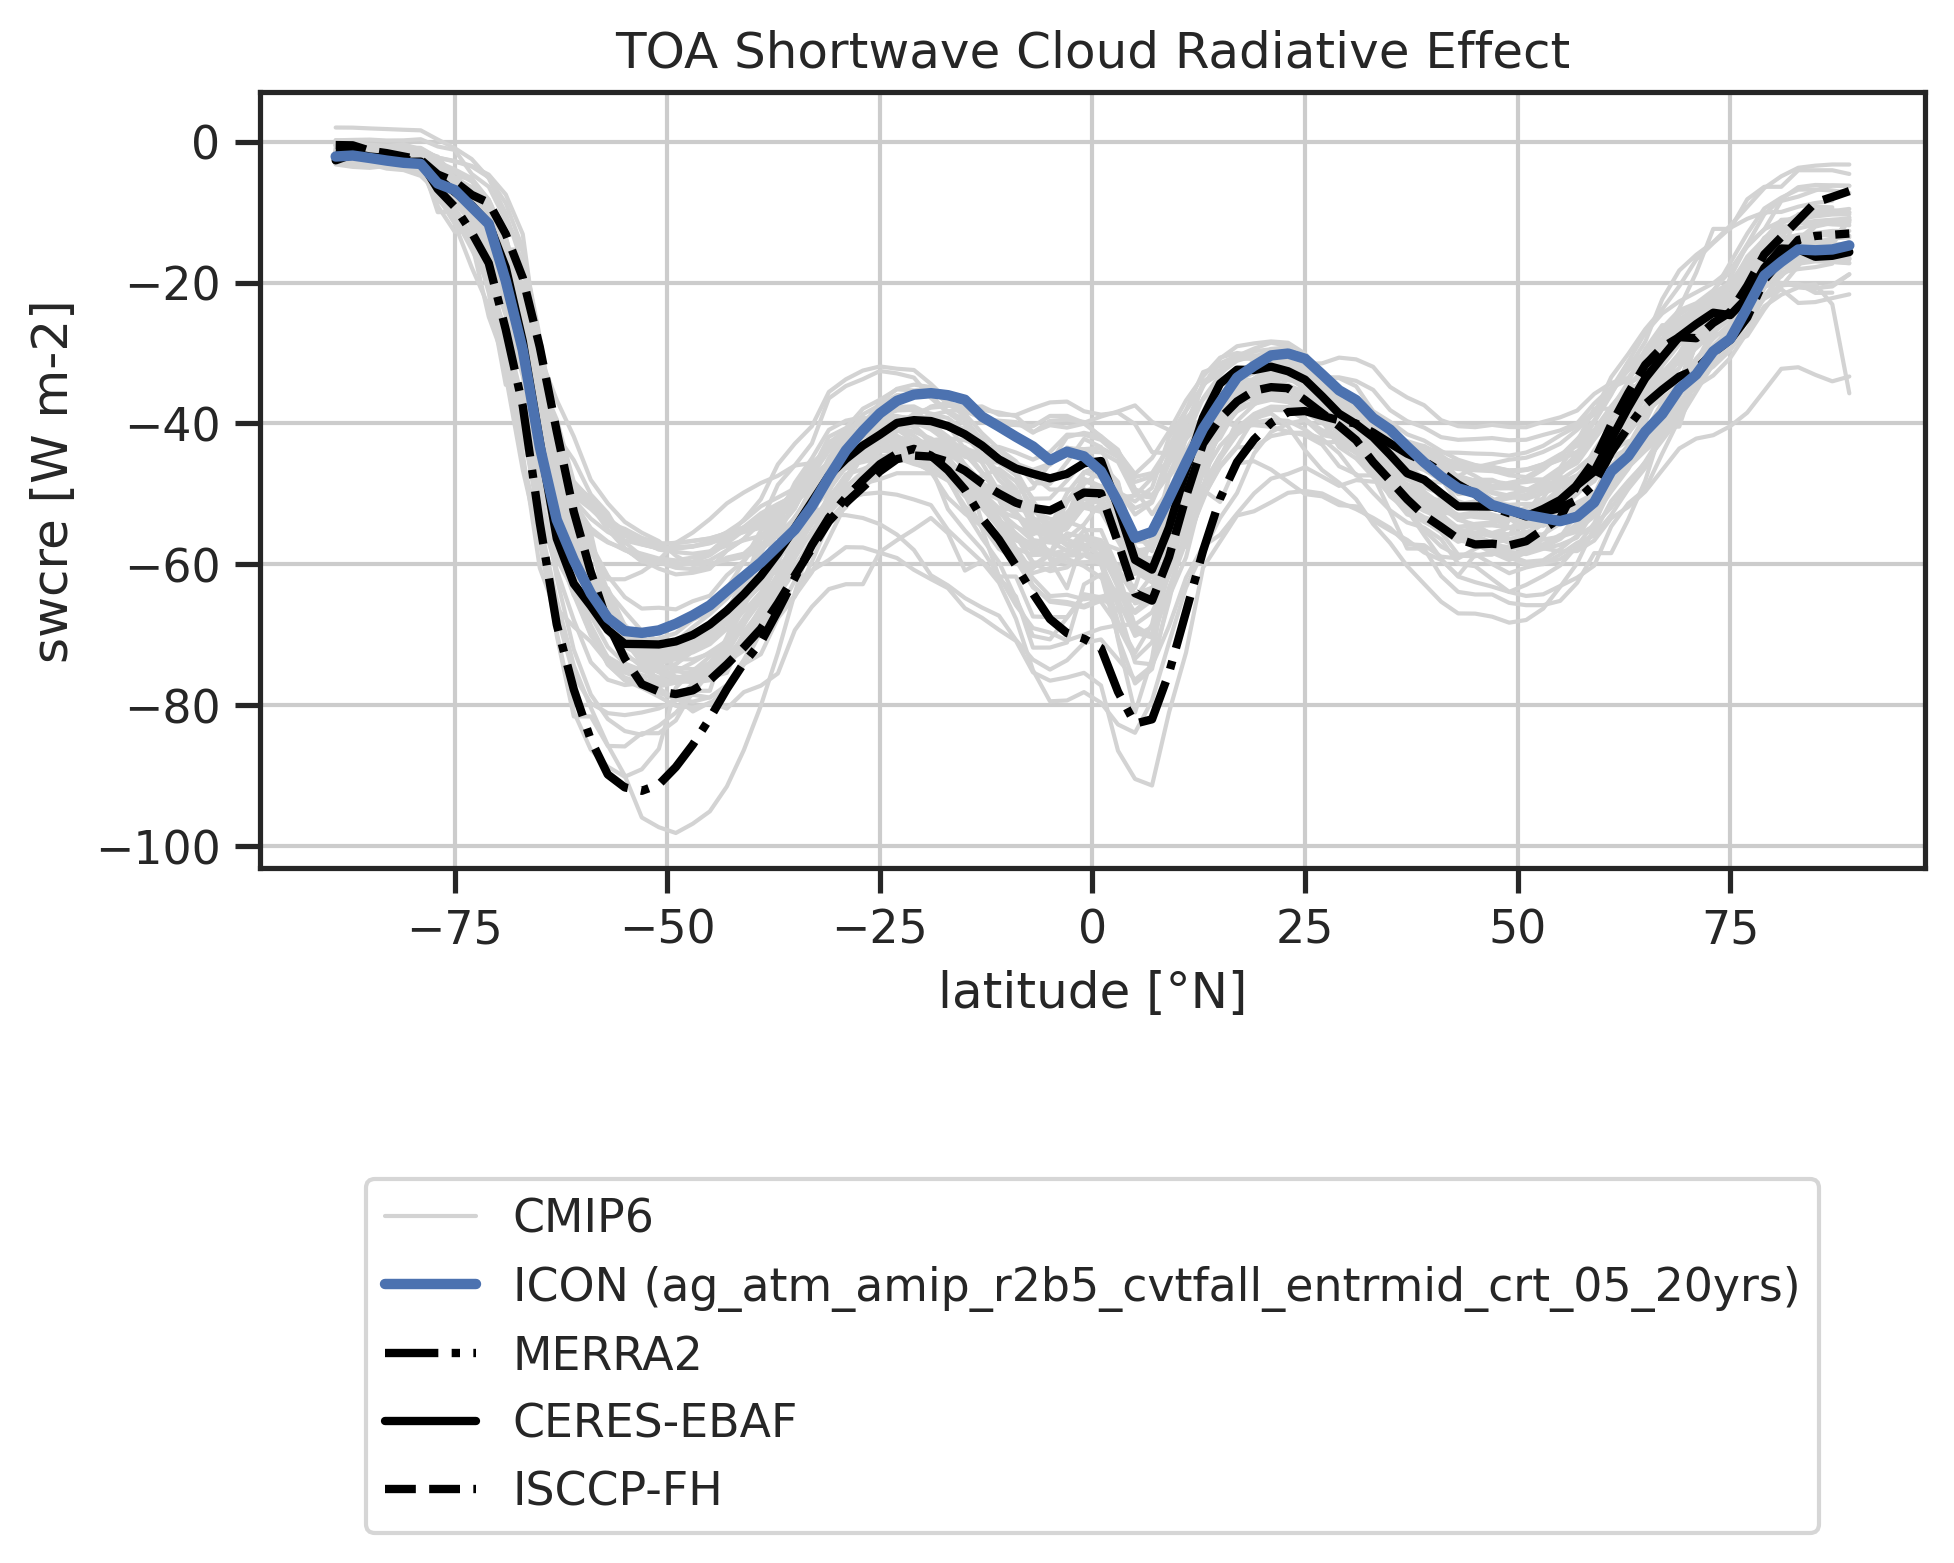 TOA Shortwave Cloud Radiative Effect
swcre [W m-2]
0
−20
−40
−60
−80
−100
−75 −50 −25 0 25 50 75
latitude [°N]
CMIP6
ICON (ag_atm_amip_r2b5_cvtfall_entrmid_crt_05_20yrs)
MERRA2
CERES-EBAF
ISCCP-FH